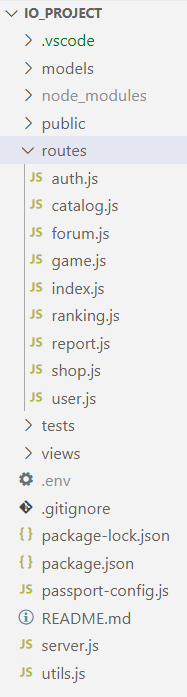 IO_PROJECT
.vscode
models
node_modules
public
routes
JS auth.js
JS catalog.js
JS forum.js
JS game.js
JS index.js
JS ranking.js
JS report.js
JS shop.js
JS user.js
tests
views
.env
.gitignore
{} package-lock.json
{} package.json
JS passport-config.js
README.md
JS server.js
JS utils.js